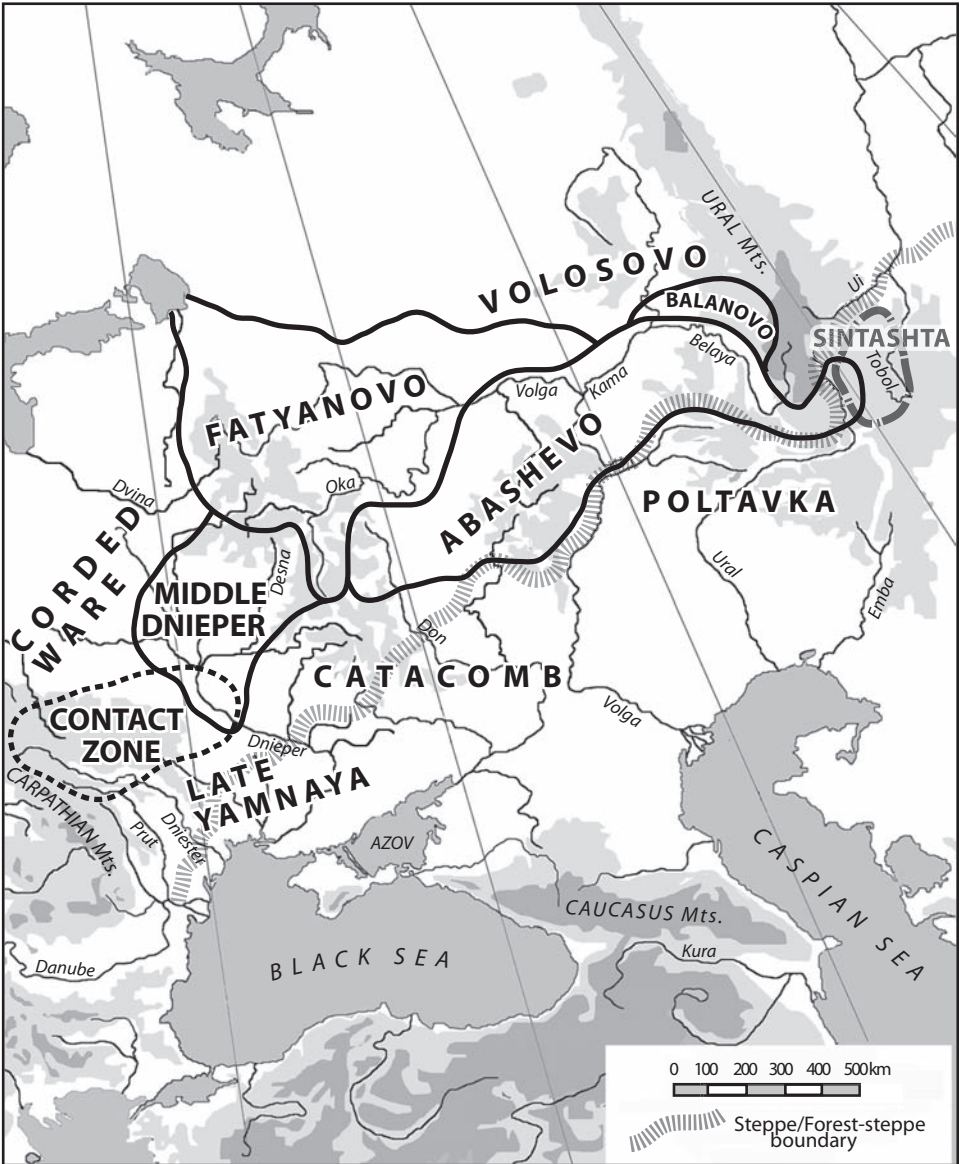 URAL Mts.
VOLOSOVO
BALANOVO
Ui
SINTASHTA
Tobol
Belaya
Kama
Volga
FATYANOVO
ABASHEVO
Oka
Dvina
POLTAVKA
CORDED
WARE
Desna
MIDDLE
DNIEPER
Ural
Emba
Don
CATACOMB
Volga
CONTACT
ZONE
Dnieper
LATE
YAMNAYA
CARPATHIAN Mts.
Prut
Dniester
AZOV
CASPIAN SEA
CAUCASUS Mts.
Kura
BLACK SEA
Danube
0 100 200 300 400 500km
Steppe/Forest-steppe
boundary